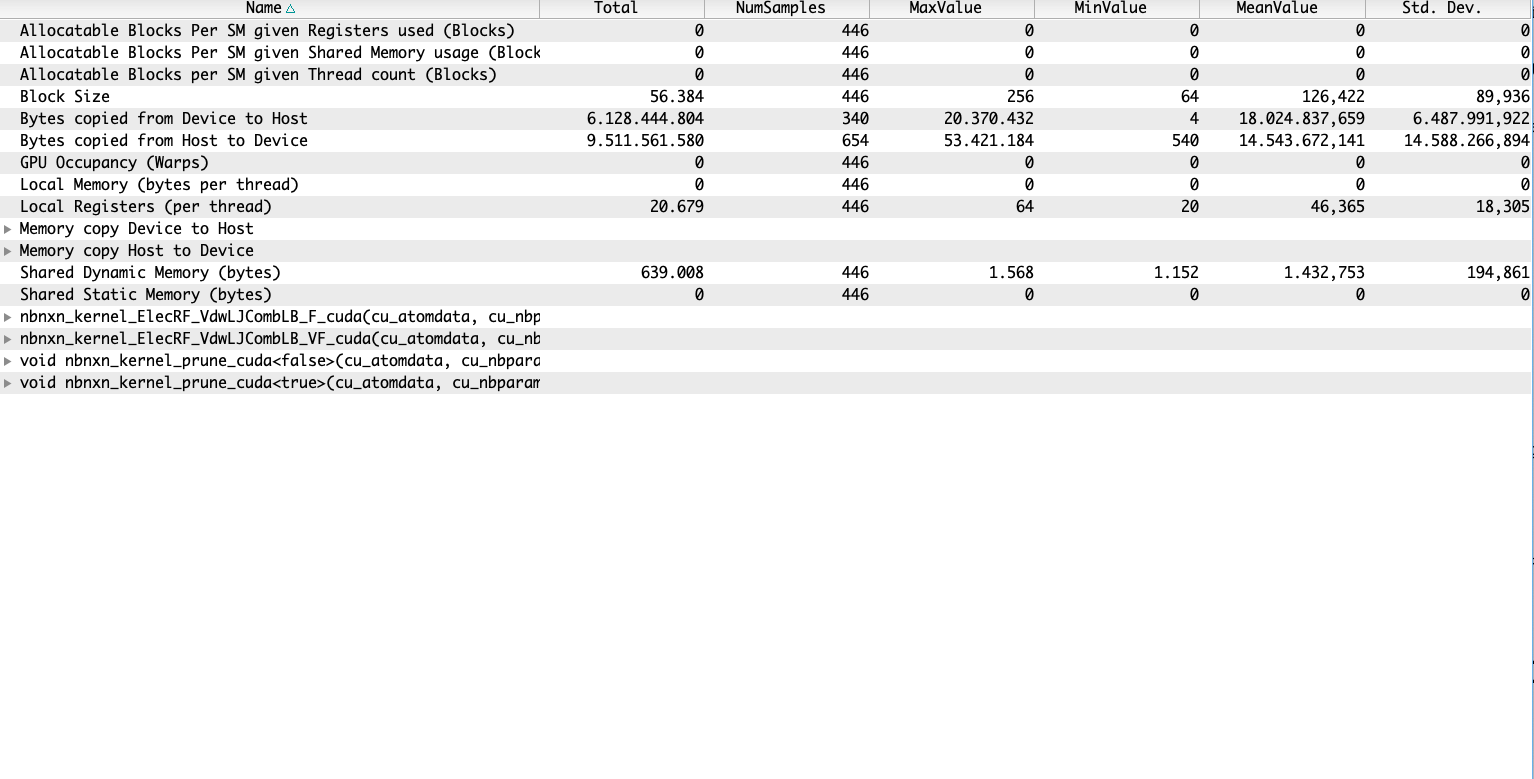 Name Total NumSamples MaxValue MinValue MeanValue Std. Dev.
Allocatable Blocks Per SM given Registers used (Blocks) 0 446 0 0 0 0
Allocatable Blocks Per SM given Shared Memory usage (Block 0 446 0 0 0 0
Allocatable Blocks per SM given Thread count (Blocks) 0 446 0 0 0 0
Block Size 56.384 446 256 64 126,422 89,936
Bytes copied from Device to Host 6.128.444.804 340 20.370.432 4 18.024.837,659 6.487.991,922
Bytes copied from Host to Device 9.511.561.580 654 53.421.184 540 14.543.672,141 14.588.266,894
GPU Occupancy (Warps) 0 446 0 0 0 0
Local Memory (bytes per thread) 0 446 0 0 0 0
Local Registers (per thread) 20.679 446 64 20 46,365 18,305
Memory copy Device to Host
Memory copy Host to Device
Shared Dynamic Memory (bytes) 639.008 446 1.568 1.152 1.432,753 194,861
Shared Static Memory (bytes) 0 446 0 0 0 0
nbnxn_kernel_ElecRF_VdwLJCombLB_F_cuda(cu_atomdata, cu_nbp
nbnxn_kernel_ElecRF_VdwLJCombLB_VF_cuda(cu_atomdata, cu_nb
void nbnxn_kernel_prune_cuda<false>(cu_atomdata, cu_nbpara
void nbnxn_kernel_prune_cuda<true>(cu_atomdata, cu_nbparam